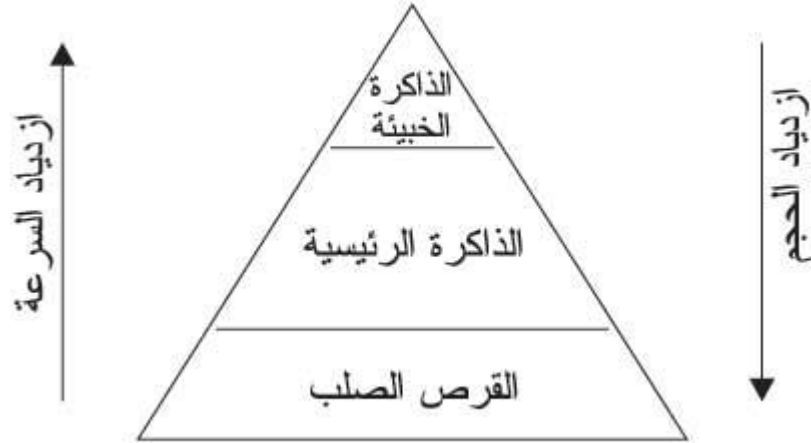 الذاكرة
الخبيئة
الذاكرة الرئيسية
القرص الصلب
ازدياد السرعة
ازدياد الحجم